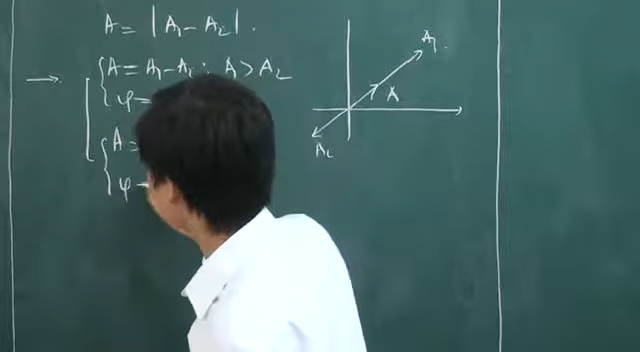 A = |A₁ - A₂|.
A = A₁ - A₂ ; A₁ > A₂
φ =
A =
φ =
A₁
A
A₂